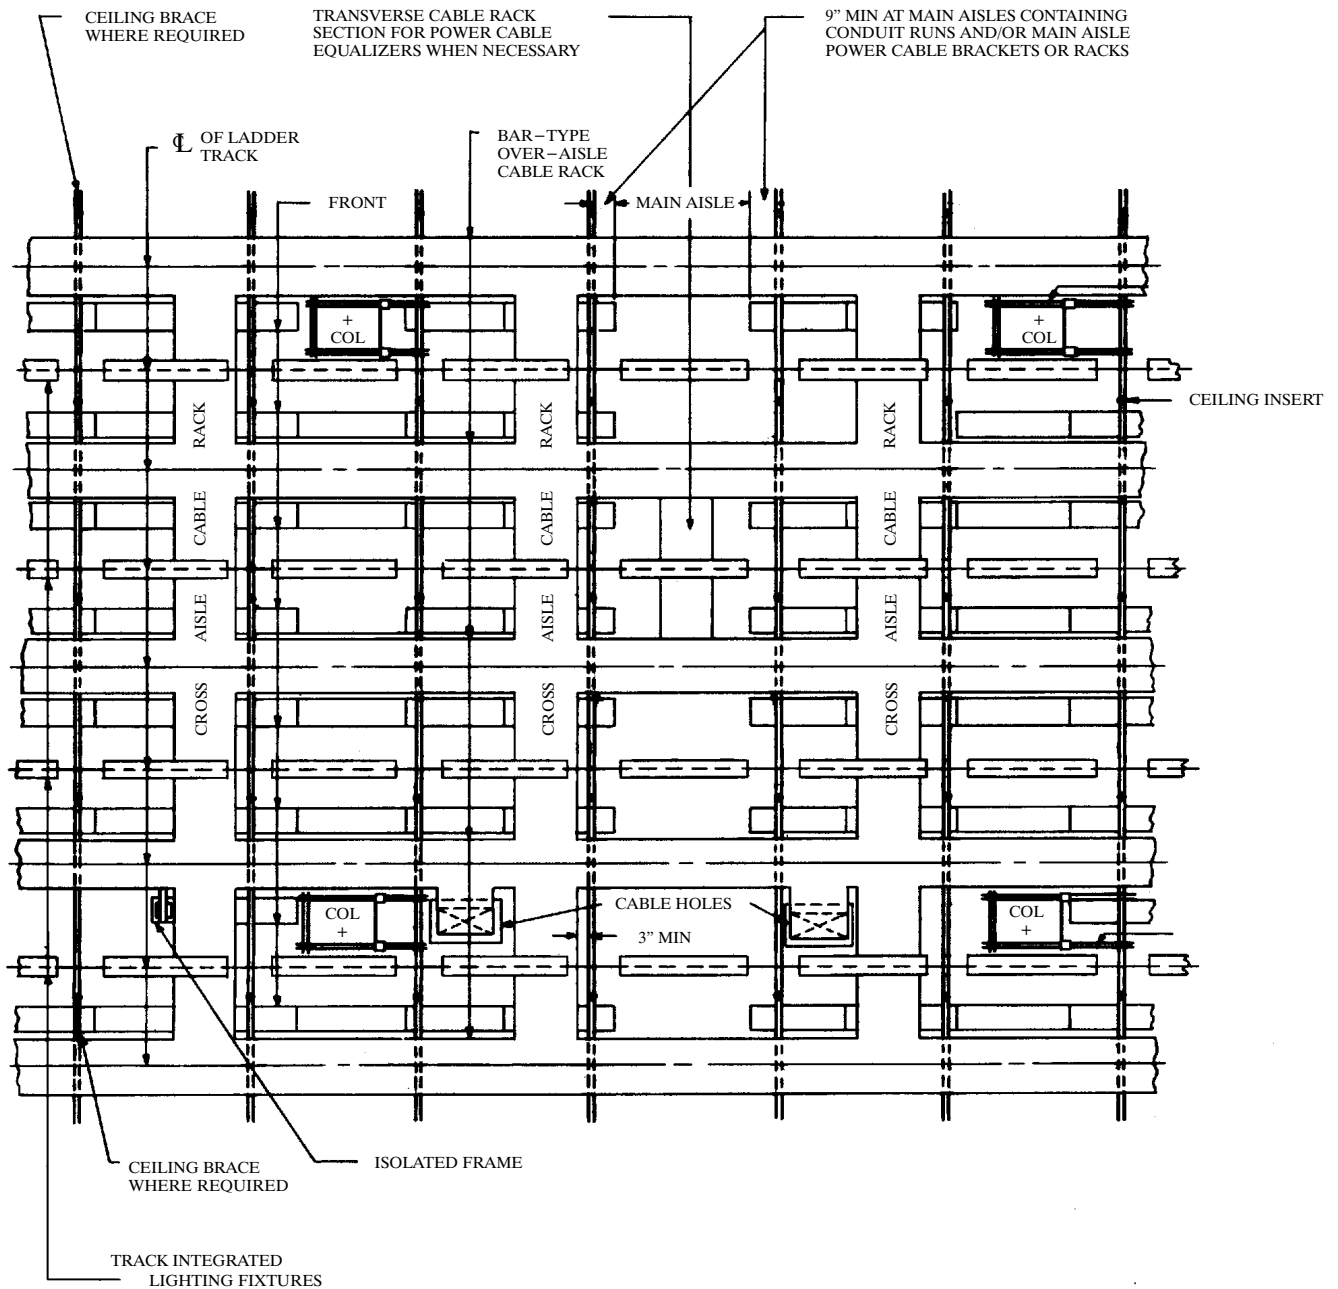 CEILING BRACE
WHERE REQUIRED
TRANSVERSE CABLE RACK
SECTION FOR POWER CABLE
EQUALIZERS WHEN NECESSARY
9” MIN AT MAIN AISLES CONTAINING
CONDUIT RUNS AND/OR MAIN AISLE
POWER CABLE BRACKETS OR RACKS
℄ OF LADDER
TRACK
BAR−TYPE
OVER−AISLE
CABLE RACK
FRONT
MAIN AISLE
+
COL
+
COL
CEILING INSERT
CROSS AISLE CABLE RACK
CROSS AISLE CABLE RACK
CROSS AISLE CABLE RACK
COL
+
CABLE HOLES
3” MIN
COL
+
CEILING BRACE
WHERE REQUIRED
ISOLATED FRAME
TRACK INTEGRATED
LIGHTING FIXTURES